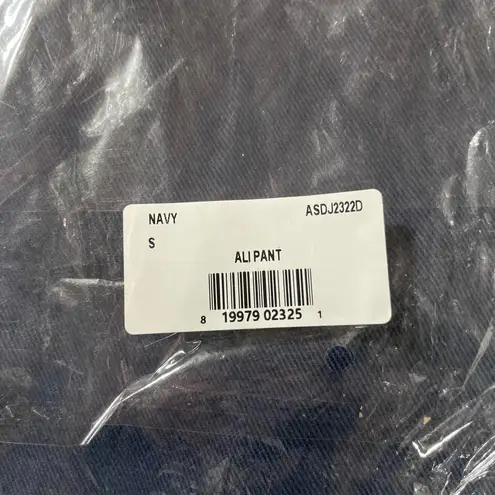 NAVY ASDJ2322D
S
ALI PANT
8 19979 02325 1